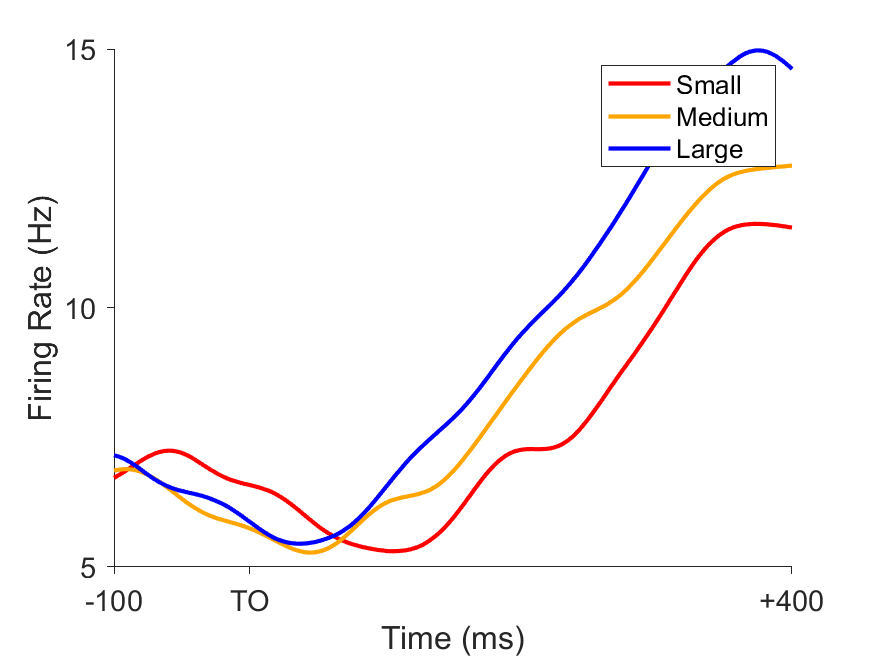 15
10
5
Firing Rate (Hz)
Small
Medium
Large
-100
TO
+400
Time (ms)